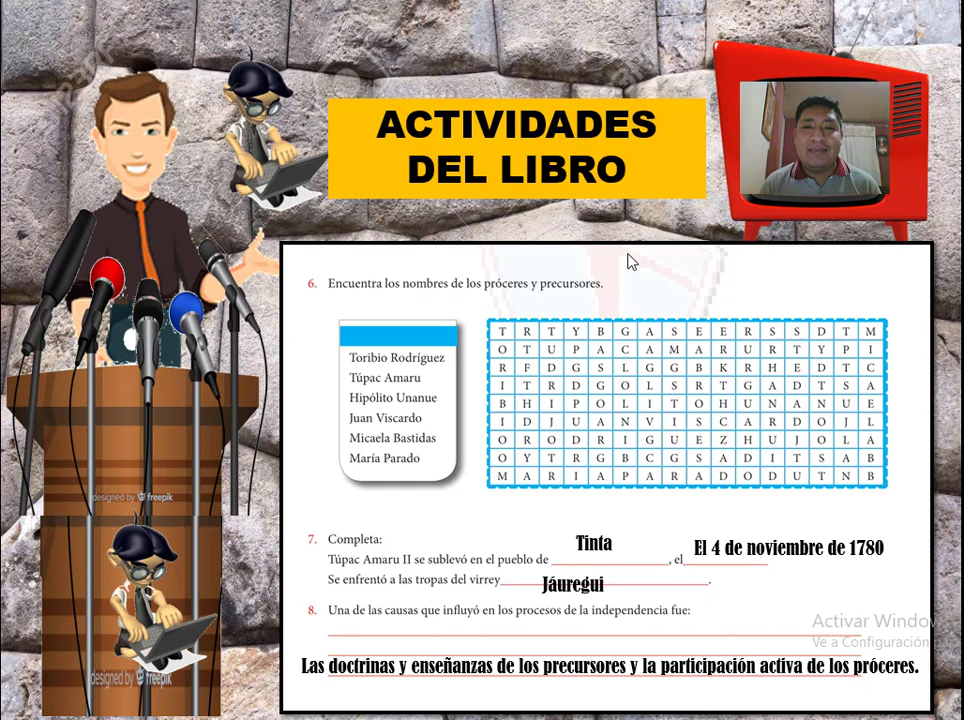 ACTIVIDADES
DEL LIBRO
6. Encuentra los nombres de los próceres y precursores.
Toribio Rodríguez
Túpac Amaru
Hipólito Unanue
Juan Viscardo
Micaela Bastidas
María Parado
T R T Y B G A S E E R S S D T M
O T U P A C A M A R U R T Y P I
R F D G S L G G B K R H E D T C
I T R D G O L S R T G A D T S A
B H I P O L I T O H U N A N U E
I D J U A N V I S C A R D O J L
O R O D R I G U E Z H U J O L A
O Y T R G B C G S A D I T S A B
M A R I A P A R A D O D U T N B
7. Completa:
Túpac Amaru II se sublevó en el pueblo de Tinta, el El 4 de noviembre de 1780
Se enfrentó a las tropas del virrey Jáuregui.
8. Una de las causas que influyó en los procesos de la independencia fue:
Las doctrinas y enseñanzas de los precursores y la participación activa de los próceres.
Activar Window
Ve a Configuración
designed by freepik
designed by freepik